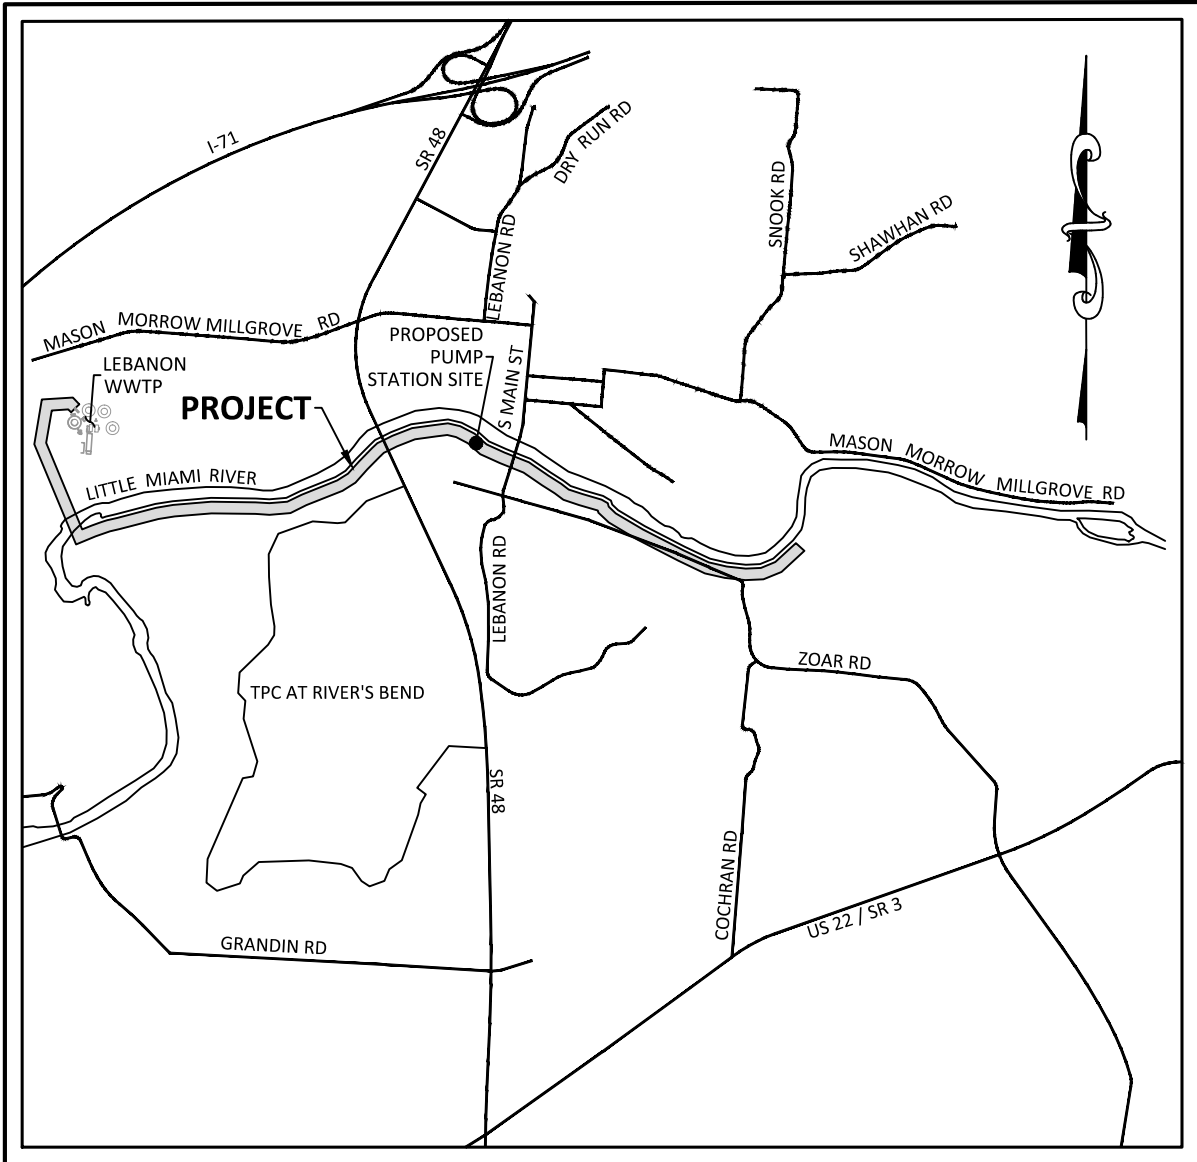 I-71
SR 48
DRY RUN RD
LEBANON RD
SNOOK RD
SHAWHAN RD
MASON MORROW MILLGROVE RD
PROPOSED
PUMP
STATION SITE
S MAIN ST
LEBANON
WWTP
PROJECT
LITTLE MIAMI RIVER
MASON MORROW MILLGROVE RD
LEBANON RD
ZOAR RD
TPC AT RIVER'S BEND
SR 48
COCHRAN RD
US 22 / SR 3
GRANDIN RD